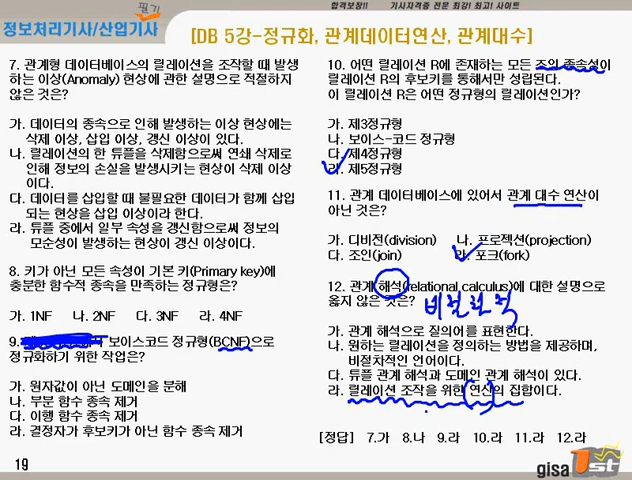 합격보장!! 기사자격증 전문 최강! 최고! 사이트
필기
정보처리기사/산업기사
[DB 5강-정규화, 관계데이터연산, 관계대수]
7. 관계형 데이터베이스의 릴레이션을 조작할 때 발생
하는 이상(Anomaly) 현상에 관한 설명으로 적절하지
않은 것은?
가. 데이터의 종속으로 인해 발생하는 이상 현상에는
삭제 이상, 삽입 이상, 갱신 이상이 있다.
나. 릴레이션의 한 튜플을 삭제함으로써 연쇄 삭제로
인해 정보의 손실을 발생시키는 현상이 삭제 이상
이다.
다. 데이터를 삽입할 때 불필요한 데이터가 함께 삽입
되는 현상을 삽입 이상이라 한다.
라. 튜플 중에서 일부 속성을 갱신함으로써 정보의
모순성이 발생하는 현상이 갱신 이상이다.
8. 키가 아닌 모든 속성이 기본 키(Primary key)에
충분한 함수적 종속을 만족하는 정규형은?
가. 1NF 나. 2NF 다. 3NF 라. 4NF
9. 보이스코드 정규형(BCNF)으로
정규화하기 위한 작업은?
가. 원자값이 아닌 도메인을 분해
나. 부분 함수 종속 제거
다. 이행 함수 종속 제거
라. 결정자가 후보키가 아닌 함수 종속 제거
10. 어떤 릴레이션 R에 존재하는 모든 조인 종속성이
릴레이션 R의 후보키를 통해서만 성립된다.
이 릴레이션 R은 어떤 정규형의 릴레이션인가?
가. 제3정규형
나. 보이스-코드 정규형
다. 제4정규형
라. 제5정규형
11. 관계 데이터베이스에 있어서 관계 대수 연산이
아닌 것은?
가. 디비전(division) 나. 프로젝션(projection)
다. 조인(join) 라. 포크(fork)
12. 관계 해석(relational calculus)에 대한 설명으로
옳지 않은 것은?
비절차적
가. 관계 해석으로 질의어를 표현한다.
나. 원하는 릴레이션을 정의하는 방법을 제공하며,
비절차적인 언어이다.
다. 튜플 관계 해석과 도메인 관계 해석이 있다.
라. 릴레이션 조작을 위한 연산의 집합이다.
[정답] 7.가 8.나 9.라 10.라 11.라 12.라
19
gisa 1st